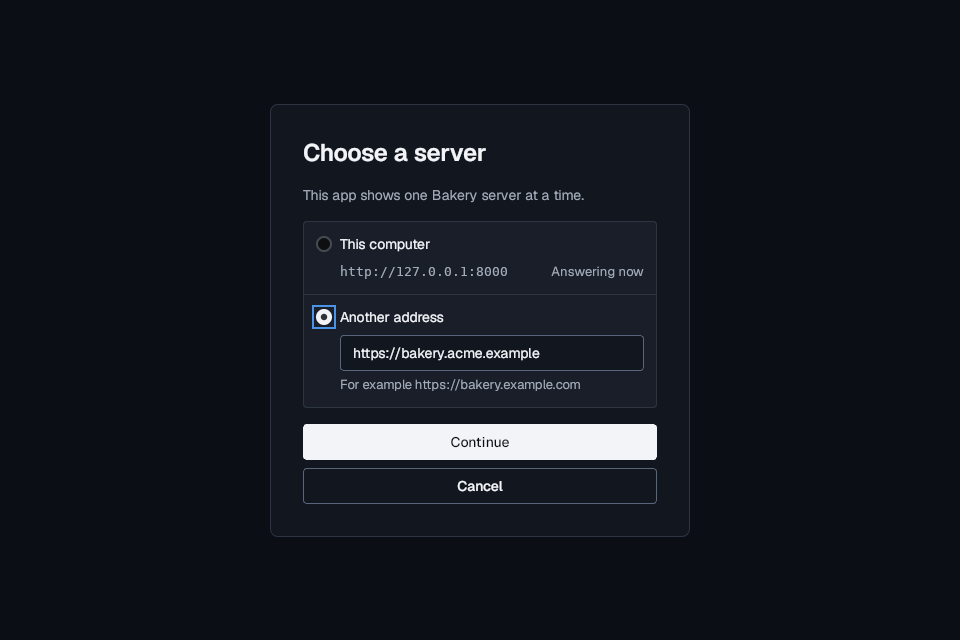 Choose a server
This app shows one Bakery server at a time.
This computer
http://127.0.0.1:8000 Answering now
Another address
https://bakery.acme.example
For example https://bakery.example.com
Continue
Cancel